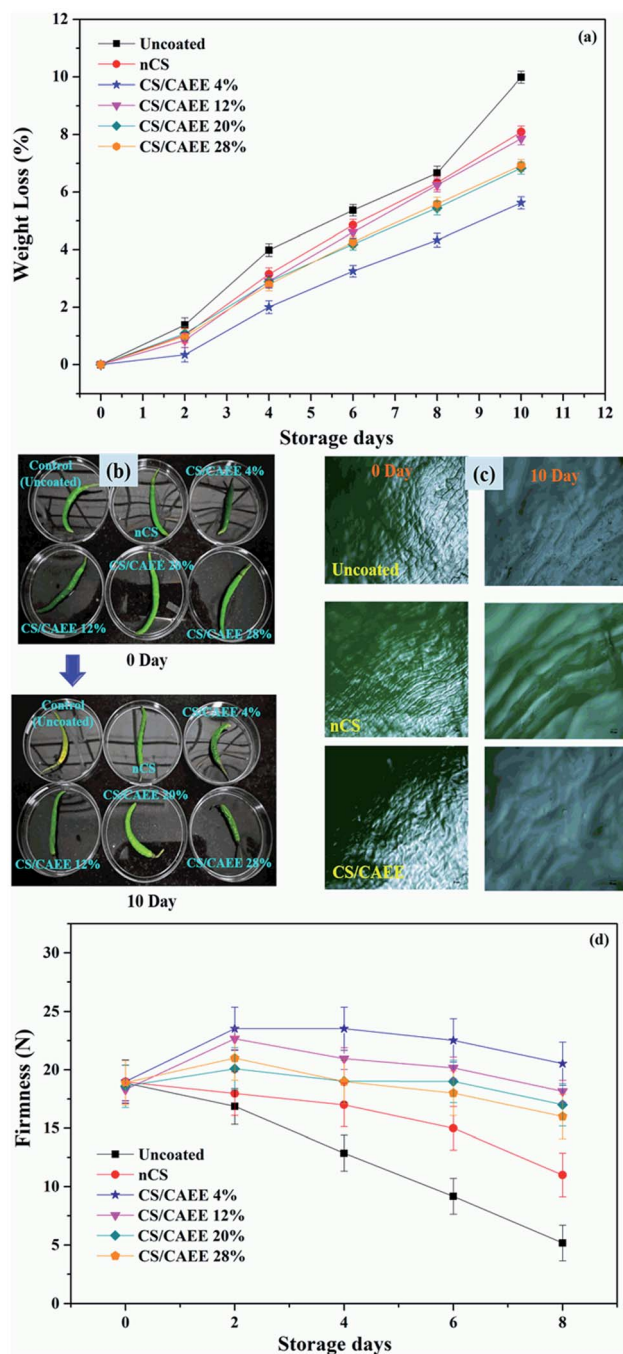 (a)
Uncoated
nCS
CS/CAEE 4%
CS/CAEE 12%
CS/CAEE 20%
CS/CAEE 28%
Weight Loss (%)
12
10
8
6
4
2
0
0 1 2 3 4 5 6 7 8 9 10 11 12
Storage days
(b)
Control
(Uncoated)
nCS
CS/CAEE 4%
CS/CAEE 12%
CS/CAEE 20%
CS/CAEE 28%
0 Day
Control
(Uncoated)
nCS
CS/CAEE 4%
CS/CAEE 12%
CS/CAEE 20%
CS/CAEE 28%
10 Day
(c)
0 Day
10 Day
Uncoated
nCS
CS/CAEE
(d)
Firmness (N)
30
25
20
15
10
5
0
Uncoated
nCS
CS/CAEE 4%
CS/CAEE 12%
CS/CAEE 20%
CS/CAEE 28%
0 2 4 6 8
Storage days